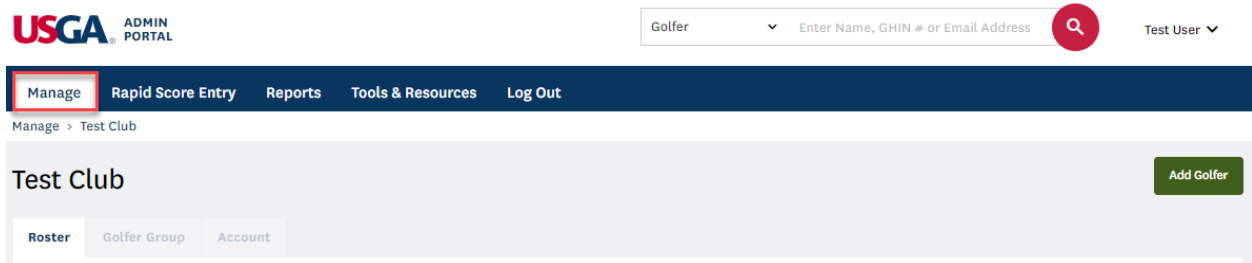 USGA ADMIN PORTAL
Golfer Enter Name, GHIN # or Email Address Test User
Manage Rapid Score Entry Reports Tools & Resources Log Out
Manage > Test Club
Test Club Add Golfer
Roster Golfer Group Account